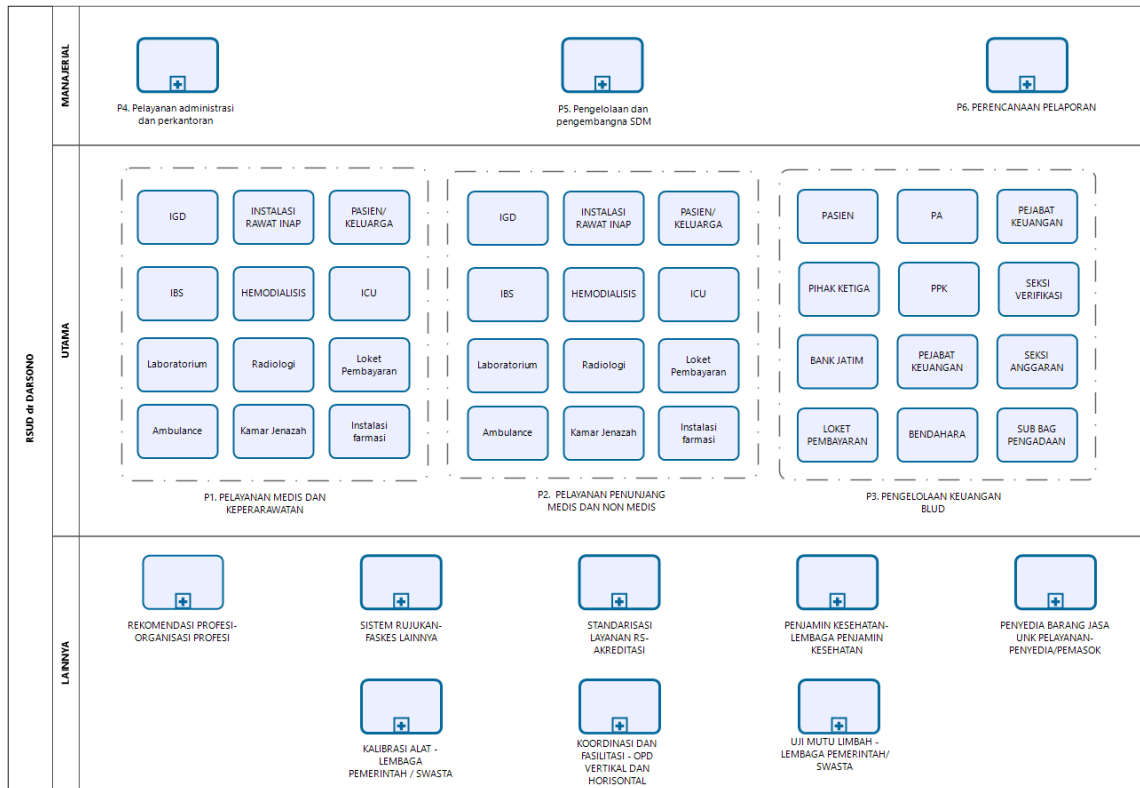 RSUD dr DARSONO
MANAJERIAL
P4. Pelayanan administrasi
dan perkantoran
P5. Pengelolaan dan
pengembangna SDM
P6. PERENCANAAN PELAPORAN
UTAMA
IGD
INSTALASI
RAWAT INAP
PASIEN/
KELUARGA
IBS
HEMODIALISIS
ICU
Laboratorium
Radiologi
Loket
Pembayaran
Ambulance
Kamar Jenazah
Instalasi
farmasi
P1. PELAYANAN MEDIS DAN
KEPERARAWATAN
IGD
INSTALASI
RAWAT INAP
PASIEN/
KELUARGA
IBS
HEMODIALISIS
ICU
Laboratorium
Radiologi
Loket
Pembayaran
Ambulance
Kamar Jenazah
Instalasi
farmasi
P2. PELAYANAN PENUNJANG
MEDIS DAN NON MEDIS
PASIEN
PA
PEJABAT
KEUANGAN
PIHAK KETIGA
PPK
SEKSI
VERIFIKASI
BANK JATIM
PEJABAT
KEUANGAN
SEKSI
ANGGARAN
LOKET
PEMBAYARAN
BENDAHARA
SUB BAG
PENGADAAN
P3. PENGELOLAAN KEUANGAN
BLUD
LAINNYA
REKOMENDASI PROFESI-
ORGANISASI PROFESI
SISTEM RUJUKAN-
FASKES LAINNYA
STANDARISASI
LAYANAN RS-
AKREDITASI
PENJAMIN KESEHATAN-
LEMBAGA PENJAMIN
KESEHATAN
PENYEDIA BARANG JASA
UNK PELAYANAN-
PENYEDIA/PEMASOK
KALIBRASI ALAT -
LEMBAGA
PEMERINTAH / SWASTA
KOORDINASI DAN
FASILITASI - OPD
VERTIKAL DAN
HORISONTAL
UJI MUTU LIMBAH -
LEMBAGA PEMERINTAH/
SWASTA